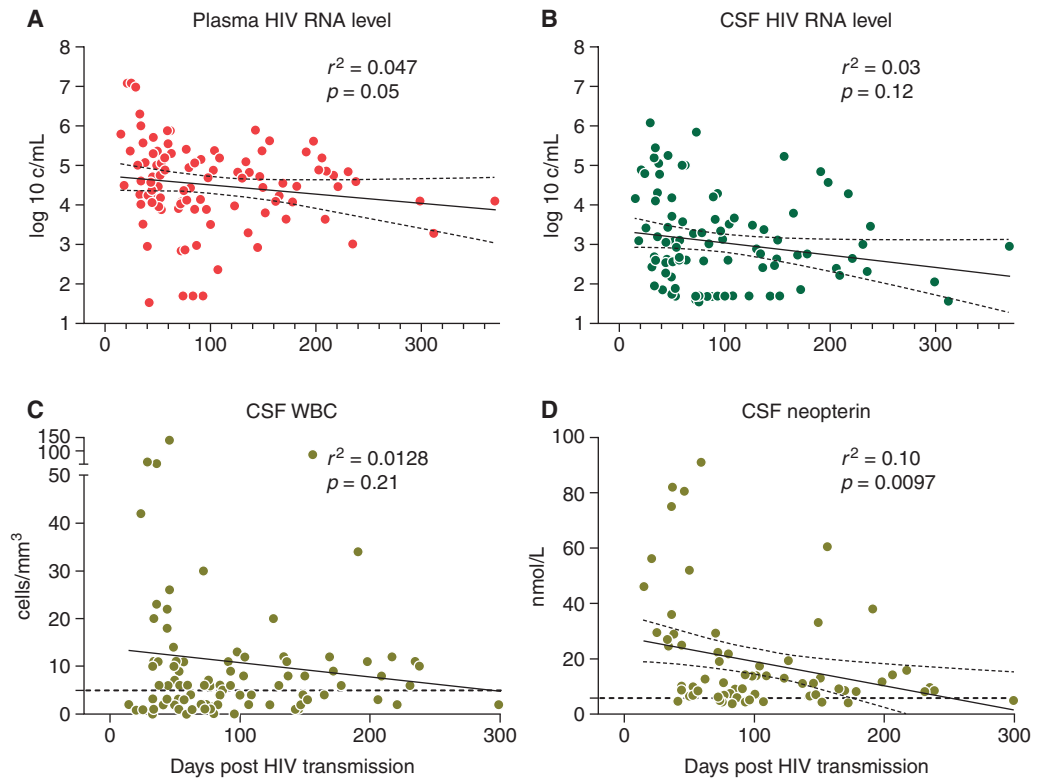 A Plasma HIV RNA level
r² = 0.047
p = 0.05
log 10 c/mL
8
7
6
5
4
3
2
1
0 100 200 300
B CSF HIV RNA level
r² = 0.03
p = 0.12
log 10 c/mL
8
7
6
5
4
3
2
1
0 100 200 300
C CSF WBC
r² = 0.0128
p = 0.21
cells/mm³
150
100
50
40
30
20
10
0
0 100 200 300
Days post HIV transmission
D CSF neopterin
r² = 0.10
p = 0.0097
nmol/L
100
80
60
40
20
0
0 100 200 300
Days post HIV transmission